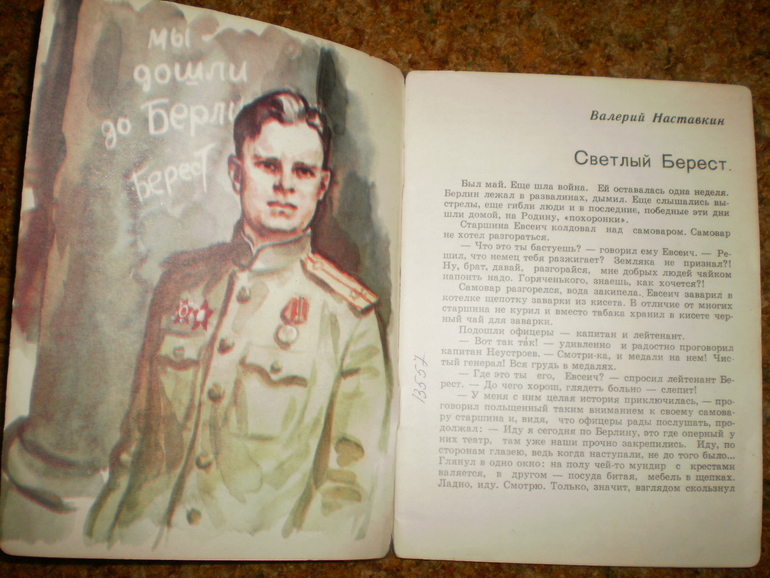 мы
дошли
до Берли
Берест
Валерий Наставкин
Светлый Берест.
Был май. Еще шла война. Ей оставалась одна неделя.
Берлин лежал в развалинах, дымил. Еще слышались вы-
стрелы, еще гибли люди и в последние, победные эти дни
шли домой, на Родину, «похоронки».
Старшина Евсеич колдовал над самоваром. Самовар
не хотел разгораться.
— Что это ты бастуешь? — говорил ему Евсеич. — Ре-
шил, что немец тебя разжигает? Земляка не признал?!
Ну, брат, давай, разгорайся, мне добрых людей чайком
напоить надо. Горяченького, знаешь, как хочется?!
Самовар разгорелся, вода закипела. Евсеич заварил в
котелке щепотку заварки из кисета. В отличие от многих
старшина не курил и вместо табака хранил в кисете чер-
ный чай для заварки.
Подошли офицеры — капитан и лейтенант.
— Вот так так! — удивленно и радостно проговорил
капитан Неустроев. — Смотри-ка, и медали на нем! Чис-
тый генерал! Вся грудь в медалях.
— Где это ты его, Евсеич? — спросил лейтенант Бе-
рест. — До чего хорош, глядеть больно — слепит!
— У меня с ним целая история приключилась, — про-
говорил польщенный таким вниманием к своему самова-
ру старшина и, видя, что офицеры рады послушать, про-
должал: — Иду я сегодня по Берлину, это где оперный у
них театр, там уже наши прочно закрепились. Иду, по
сторонам глазею, ведь когда наступали, не до того было...
Глянул в одно окно: на полу чей-то мундир с крестами
валяется, в другом — посуда битая, мебель в щепках.
Ладно, иду. Смотрю. Только, значит, взглядом скользнул
13557